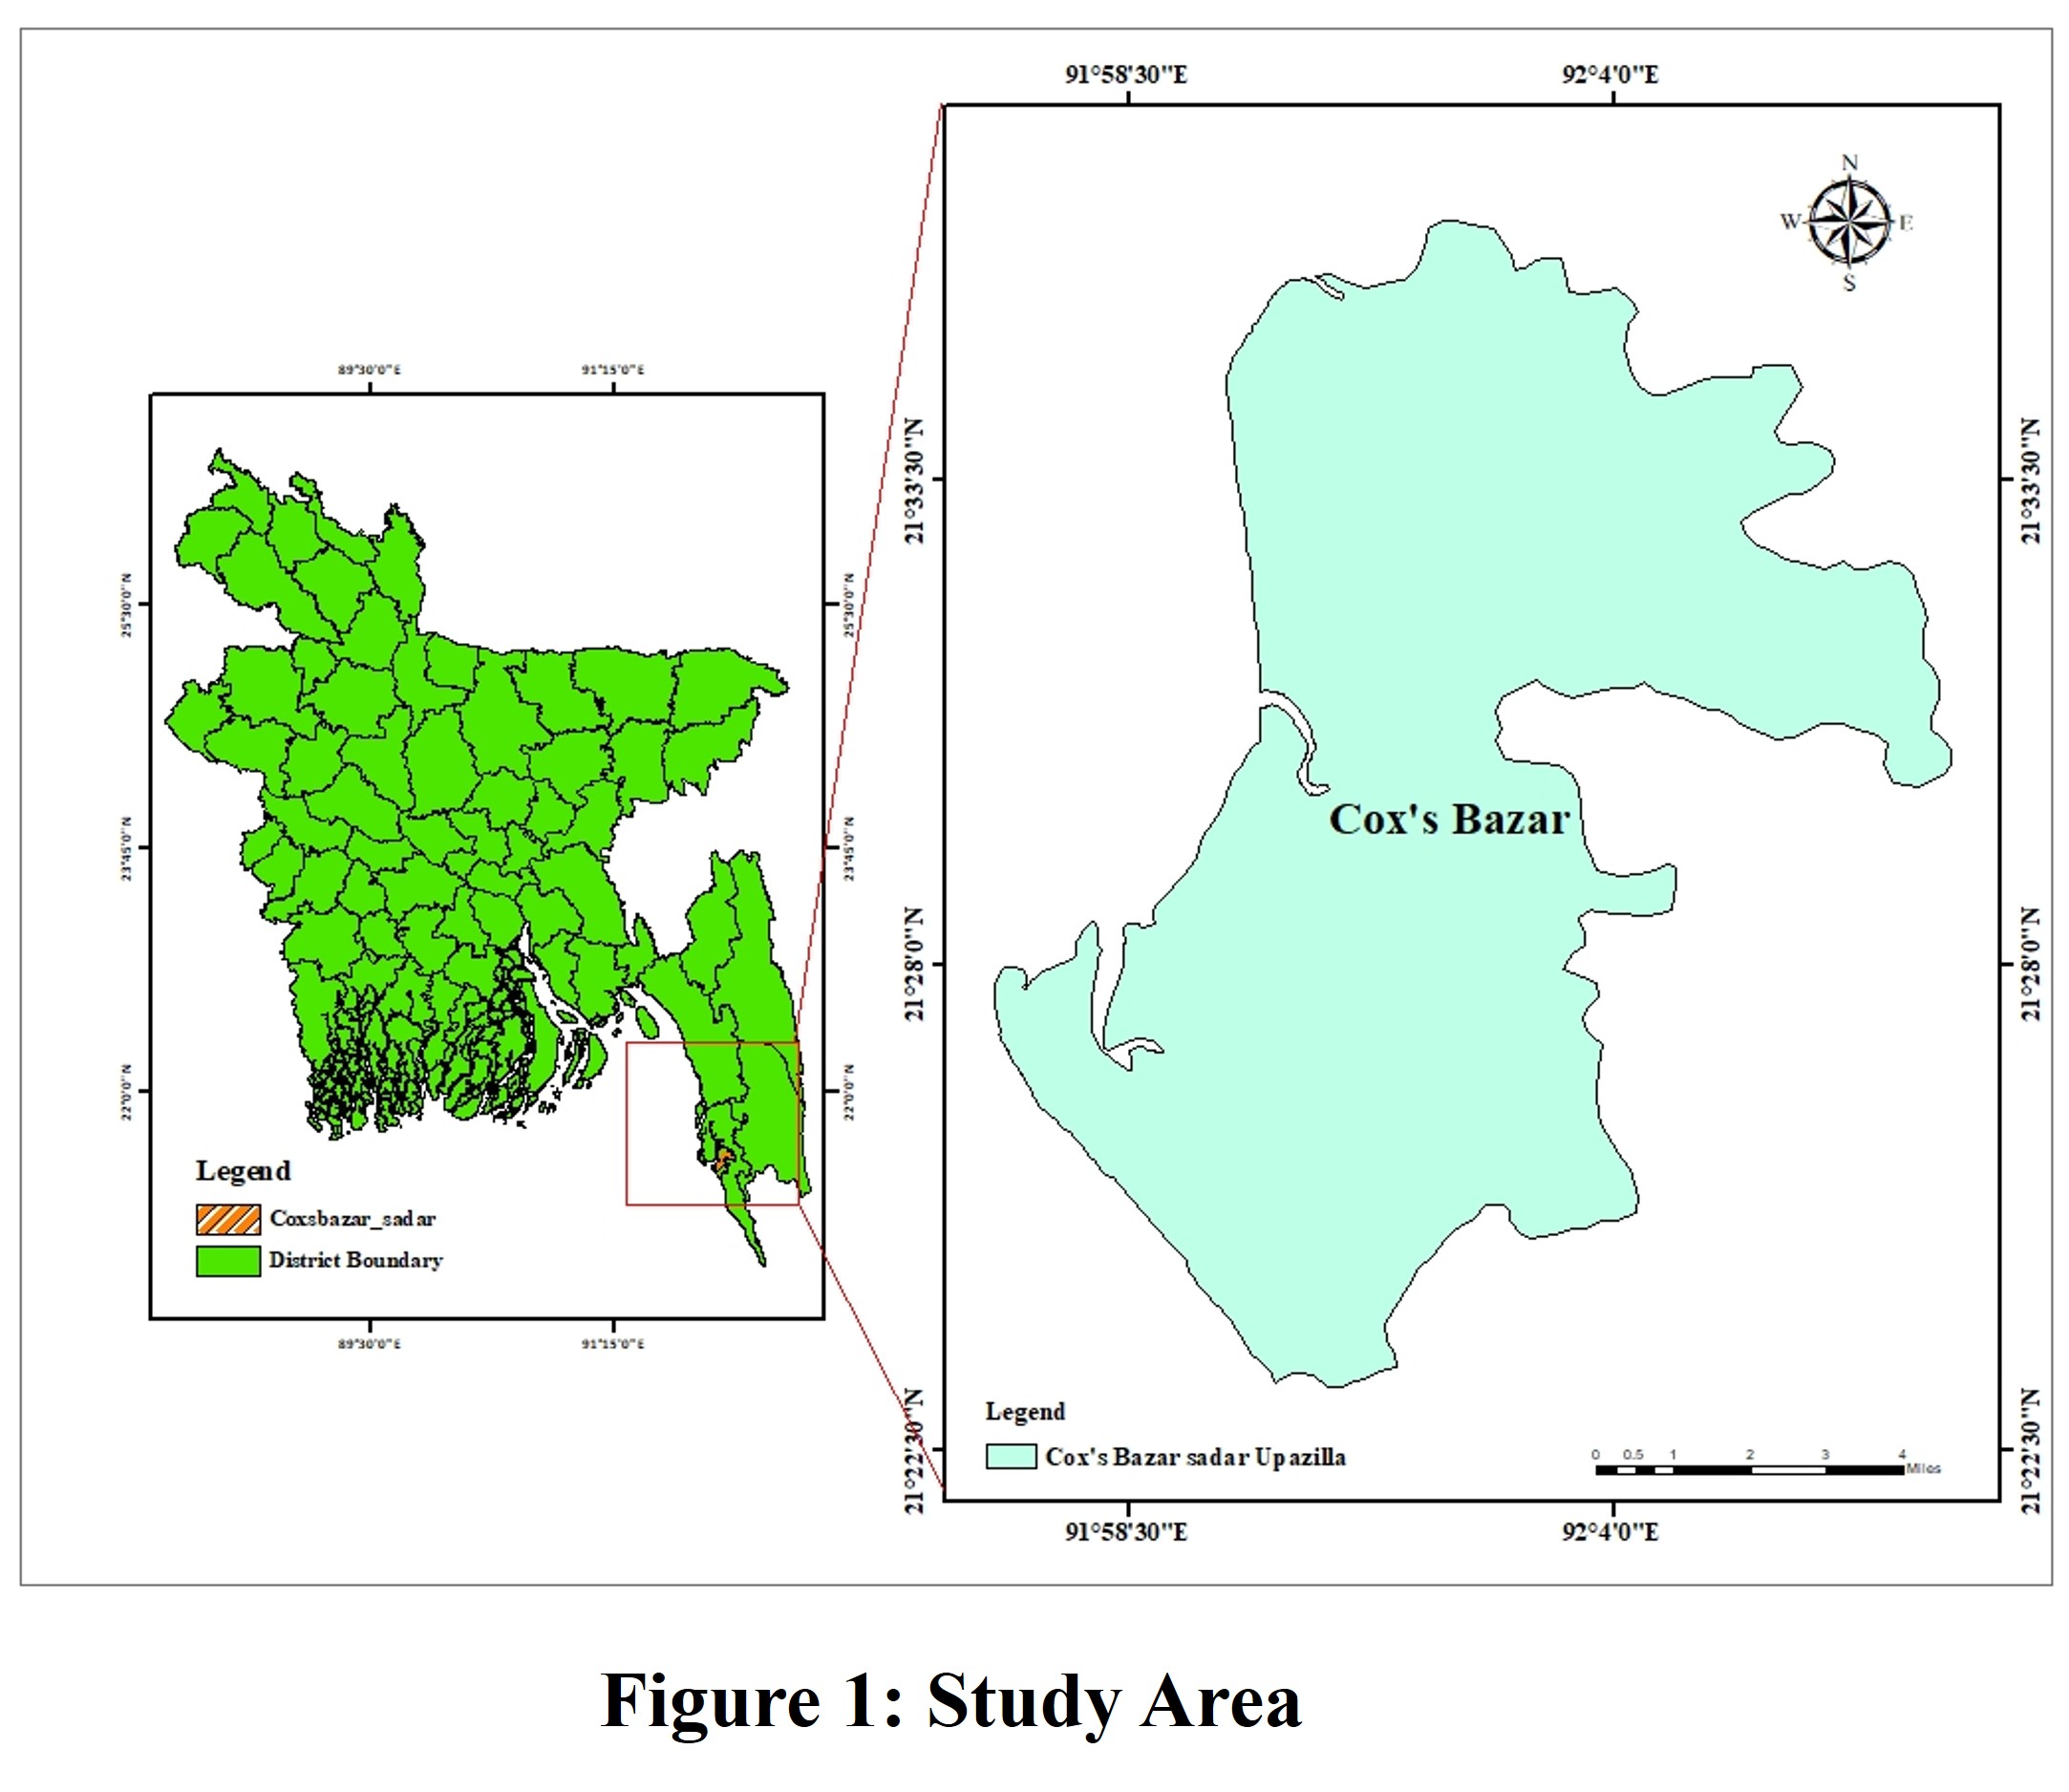 91°58'30"E 92°4'0"E
N
W E
S
89°30'0"E 91°15'0"E
21°33'30"N 21°33'30"N
25°30'0"N 25°30'0"N
Cox's Bazar
23°45'0"N 23°45'0"N
21°28'0"N 21°28'0"N
22°0'0"N 22°0'0"N
Legend
Coxsbazar_sadar
District Boundary
89°30'0"E 91°15'0"E
21°22'30"N 21°22'30"N
Legend
Cox's Bazar sadar Upazilla
0 0.5 1 2 3 4
Miles
91°58'30"E 92°4'0"E
Figure 1: Study Area